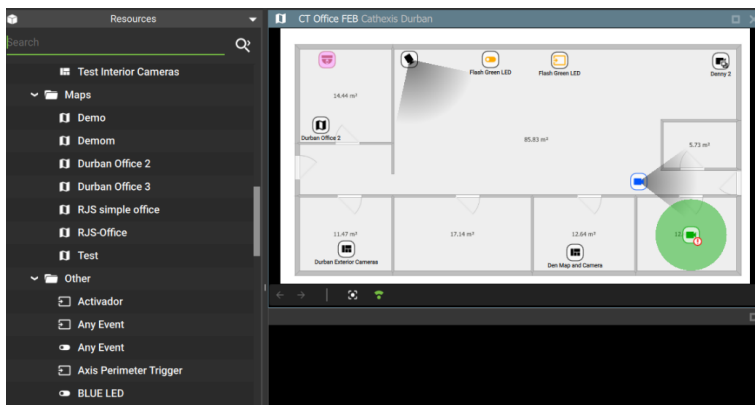 Resources
Search
Test Interior Cameras
Maps
Demo
Demom
Durban Office 2
Durban Office 3
RJS simple office
RJS-Office
Test
Other
Activador
Any Event
Any Event
Axis Perimeter Trigger
BLUE LED
CT Office FEB Cathexis Durban
Flash Green LED
Flash Green LED
Donny 2
14.44 m²
Durban Office 2
85.83 m²
5.73 m²
11.47 m²
17.14 m²
12.64 m²
Durban Exterior Cameras
Den Map and Camera